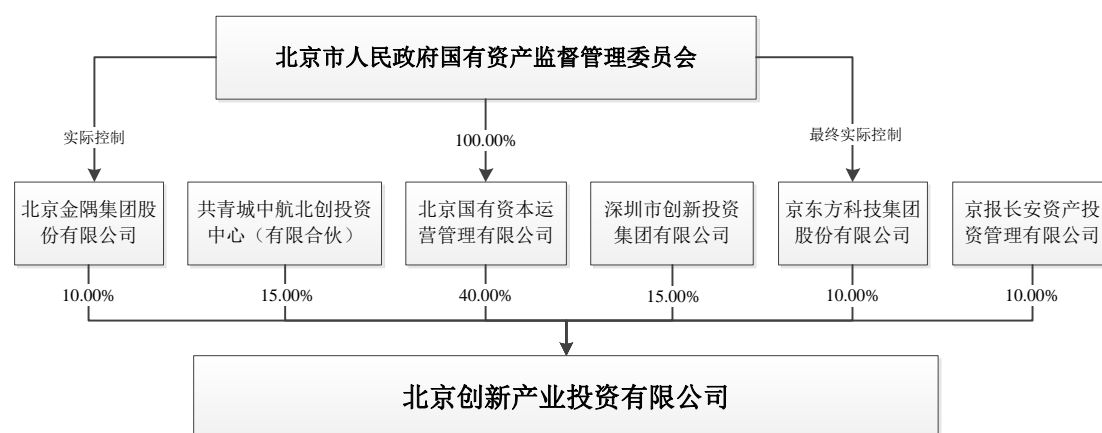 北京市人民政府国有资产监督管理委员会
实际控制
100.00%
最终实际控制
北京金隅集团股
份有限公司
共青城中航北创投资
中心（有限合伙）
北京国有资本运
营管理有限公司
深圳市创新投资
集团有限公司
京东方科技集团
股份有限公司
京报长安资产投
资管理有限公司
10.00%
15.00%
40.00%
15.00%
10.00%
10.00%
北京创新产业投资有限公司